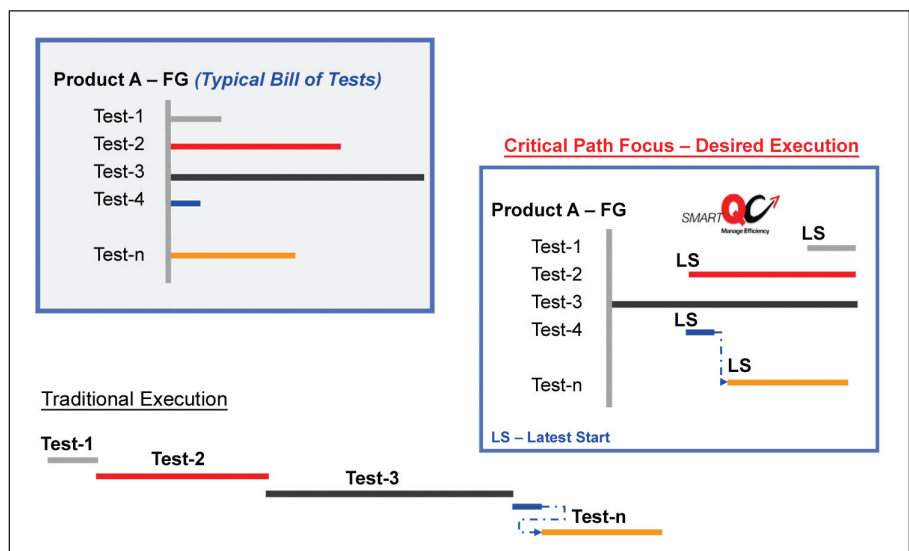 Product A – FG (Typical Bill of Tests)
Test-1
Test-2
Test-3
Test-4
Test-n
Critical Path Focus – Desired Execution
Product A – FG
SMART QC
Manage Efficiency
Test-1
LS
Test-2
LS
Test-3
Test-4
LS
LS
Test-n
LS – Latest Start
Traditional Execution
Test-1
Test-2
Test-3
Test-n